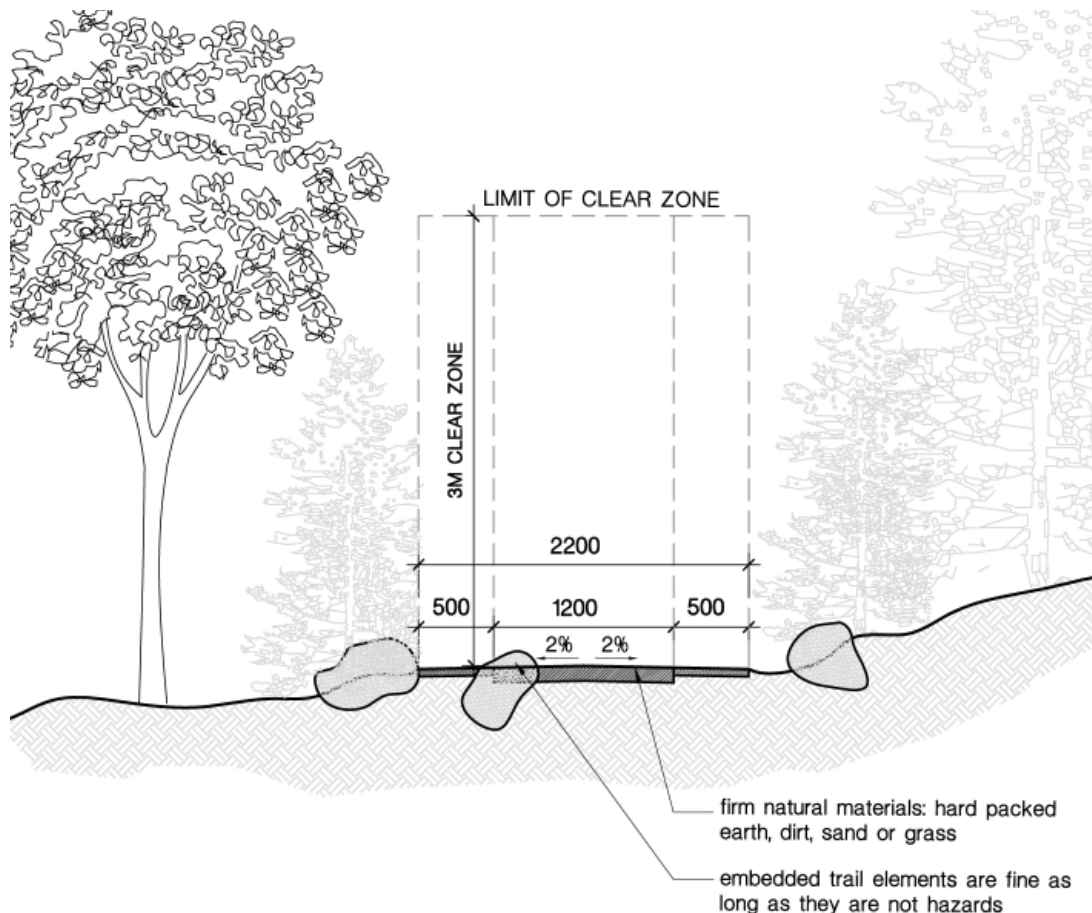 LIMIT OF CLEAR ZONE
3M CLEAR ZONE
2200
500
1200
500
2%
2%
firm natural materials: hard packed
earth, dirt, sand or grass
embedded trail elements are fine as
long as they are not hazards